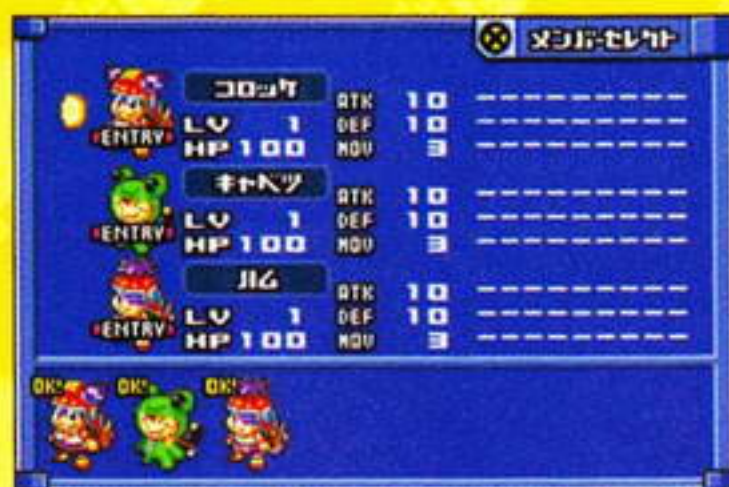 メンバーセレクト
コロッケ
ATK 10 ---------
LV 1 DEF 10 ---------
ENTRY
HP 100 MOV 3 ---------
キャベツ
ATK 10 ---------
LV 1 DEF 10 ---------
ENTRY
HP 100 MOV 3 ---------
ハム
ATK 10 ---------
LV 1 DEF 10 ---------
ENTRY
HP 100 MOV 3 ---------
OK! OK! OK!